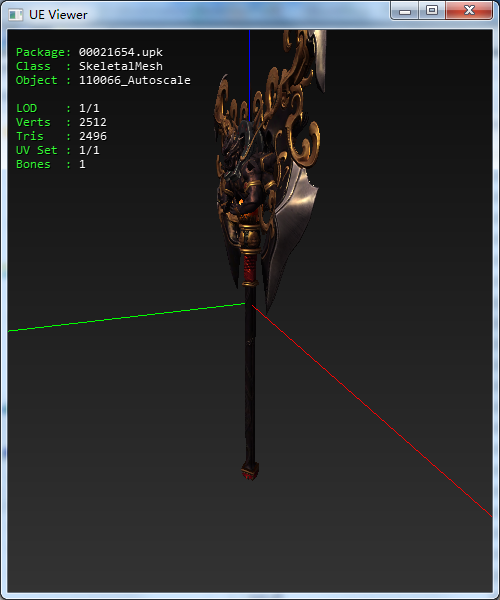 UE Viewer
Package: 00021654.upk
Class  : SkeletalMesh
Object : 110066_Autoscale
LOD    : 1/1
Verts  : 2512
Tris   : 2496
UV Set : 1/1
Bones  : 1